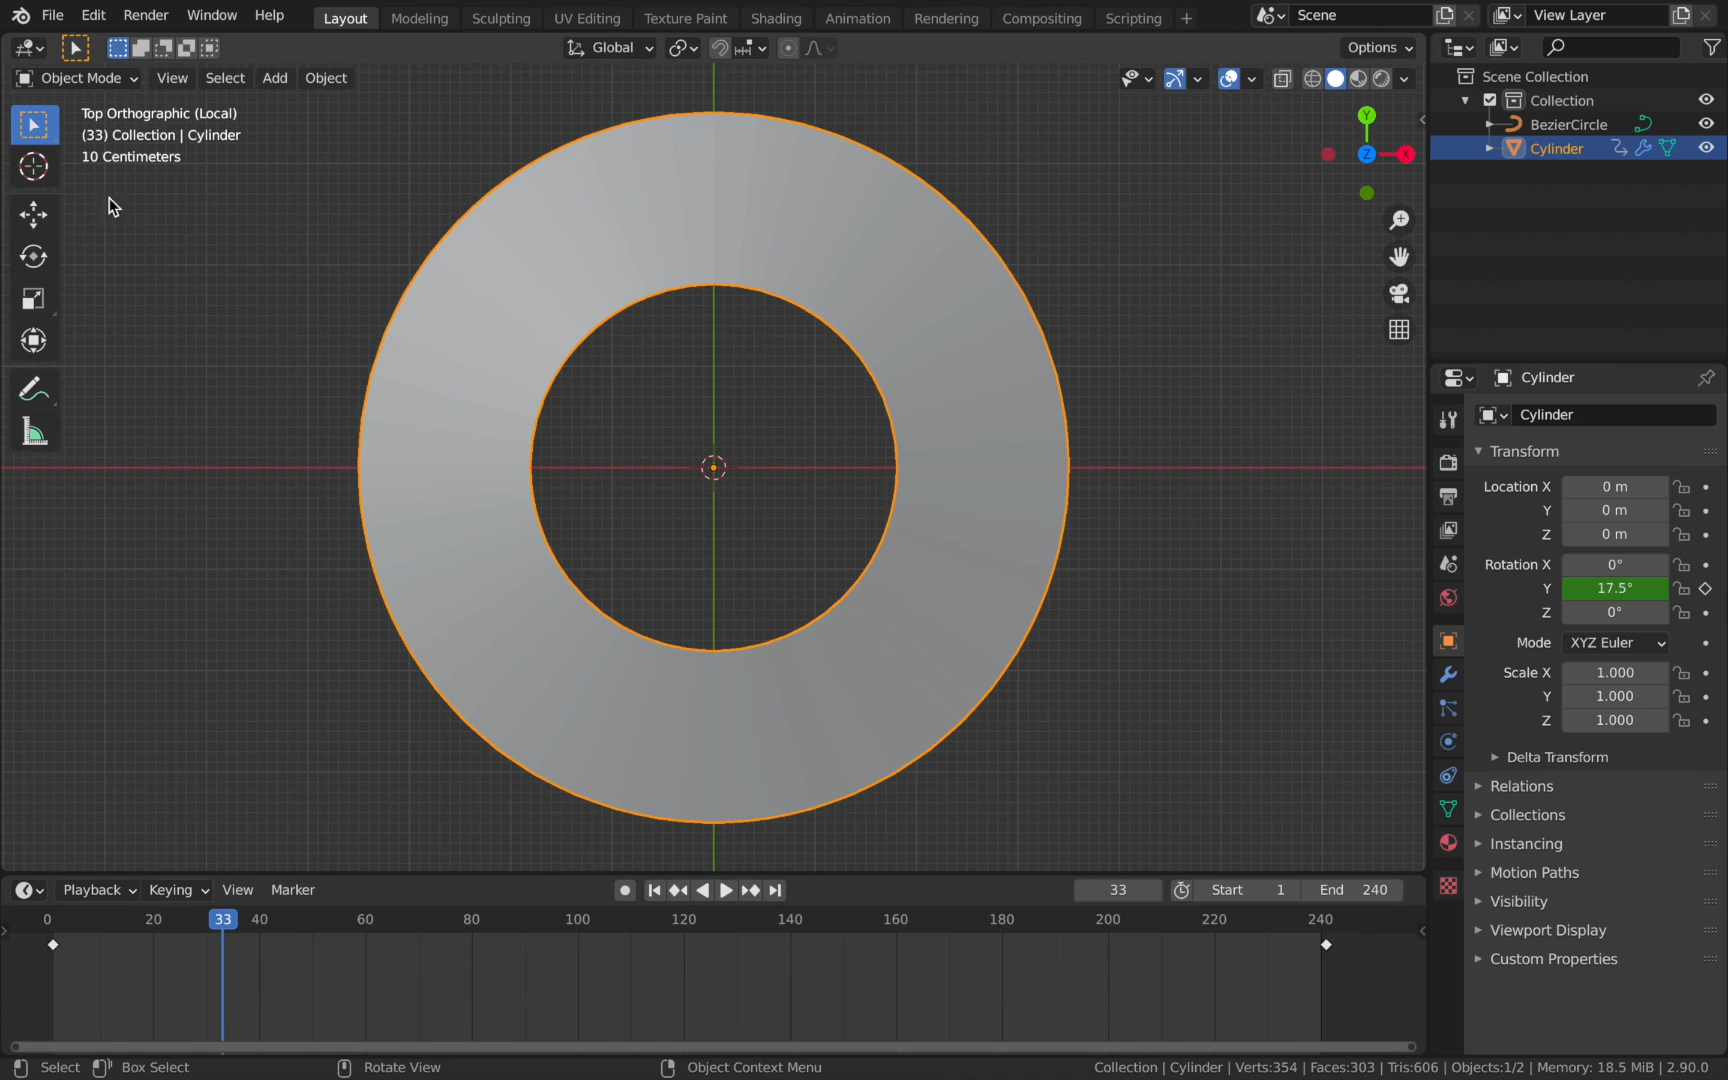 File Edit Render Window Help Layout Modeling Sculpting UV Editing Texture Paint Shading Animation Rendering Compositing Scripting + Scene View Layer
Global Options
Object Mode View Select Add Object
Top Orthographic (Local)
(33) Collection | Cylinder
10 Centimeters
Y
Z
X
Scene Collection
Collection
BezierCircle
Cylinder
Cylinder
Cylinder
Transform
Location X 0 m
Y 0 m
Z 0 m
Rotation X 0°
Y 17.5°
Z 0°
Mode XYZ Euler
Scale X 1.000
Y 1.000
Z 1.000
Delta Transform
Relations
Collections
Instancing
Motion Paths
Visibility
Viewport Display
Custom Properties
Playback Keying View Marker 33 Start 1 End 240
0 20 33 40 60 80 100 120 140 160 180 200 220 240
Select Box Select Rotate View Object Context Menu Collection | Cylinder | Verts:354 | Faces:303 | Tris:606 | Objects:1/2 | Memory: 18.5 MiB | 2.90.0